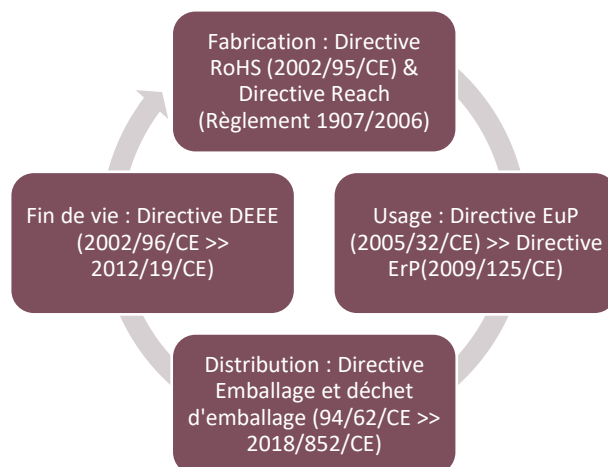 Fabrication : Directive
RoHS (2002/95/CE) &
Directive Reach
(Règlement 1907/2006)
Usage : Directive EuP
(2005/32/CE) >> Directive
ErP(2009/125/CE)
Distribution : Directive
Emballage et déchet
d'emballage (94/62/CE >>
2018/852/CE)
Fin de vie : Directive DEEE
(2002/96/CE >>
2012/19/CE)